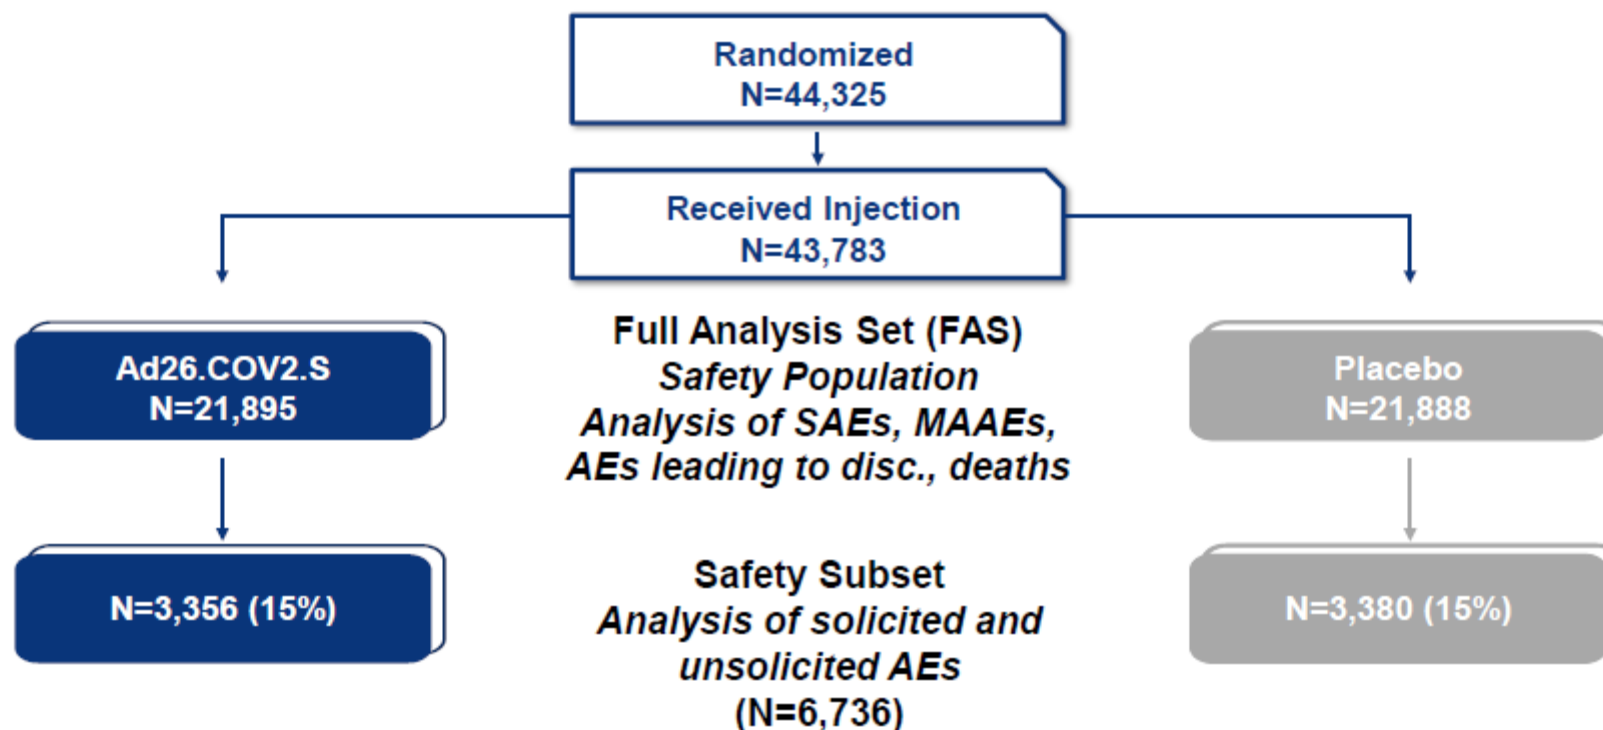 Randomized
N=44,325
Received Injection
N=43,783
Ad26.COV2.S
N=21,895
Full Analysis Set (FAS)
Safety Population
Analysis of SAEs, MAAEs,
AEs leading to disc., deaths
Placebo
N=21,888
N=3,356 (15%)
Safety Subset
Analysis of solicited and
unsolicited AEs
(N=6,736)
N=3,380 (15%)